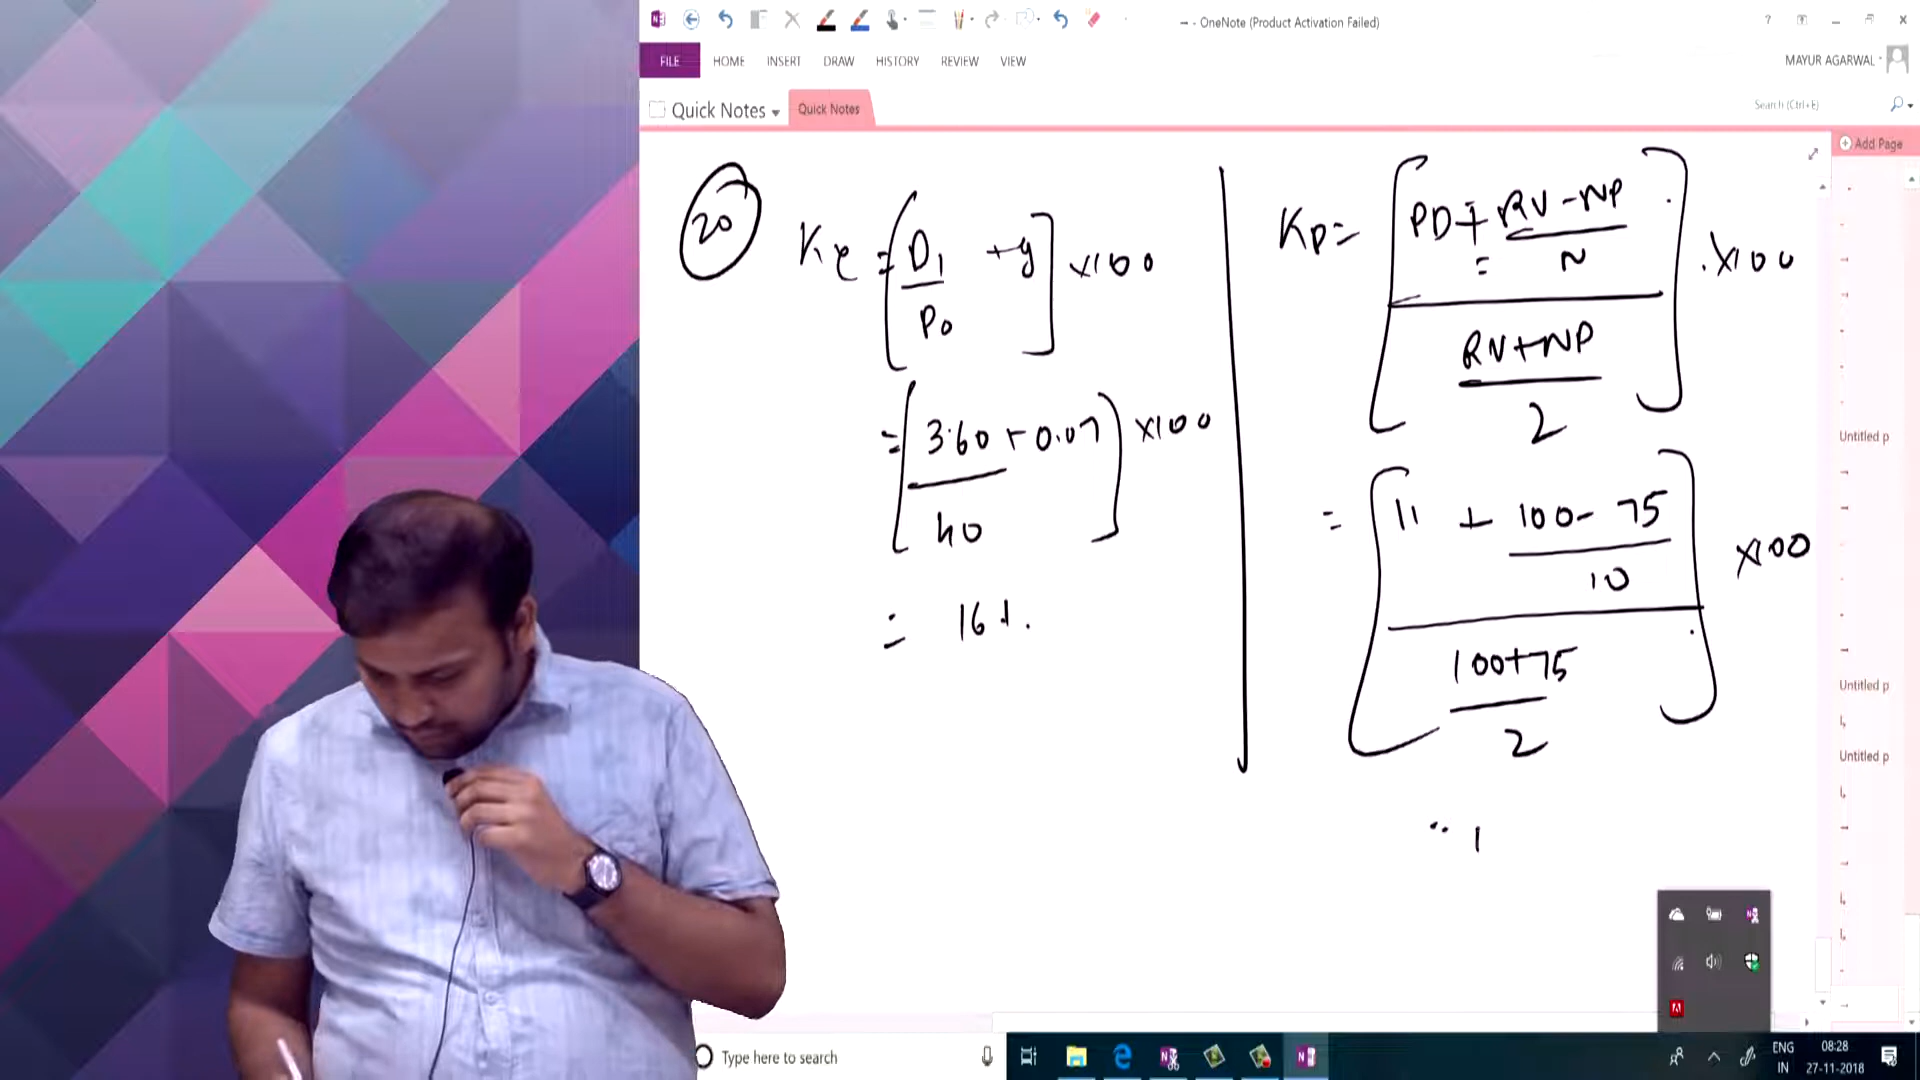 OneNote (Product Activation Failed)
FILE HOME INSERT DRAW HISTORY REVIEW VIEW
MAYUR AGARWAL
Quick Notes
Quick Notes
Search (Ctrl+E)
Add Page
20
Ke = [D1/P0 + g] ×100
= [3.60/40 + 0.07] ×100
= 16%.
Kp = [PD + RV-NP/N / RV+NP/2] ×100
= [11 + 100-75/10 / 100+75/2] ×100
Untitled p
Untitled p
Untitled p
Type here to search
ENG
IN
08:28
27-11-2018